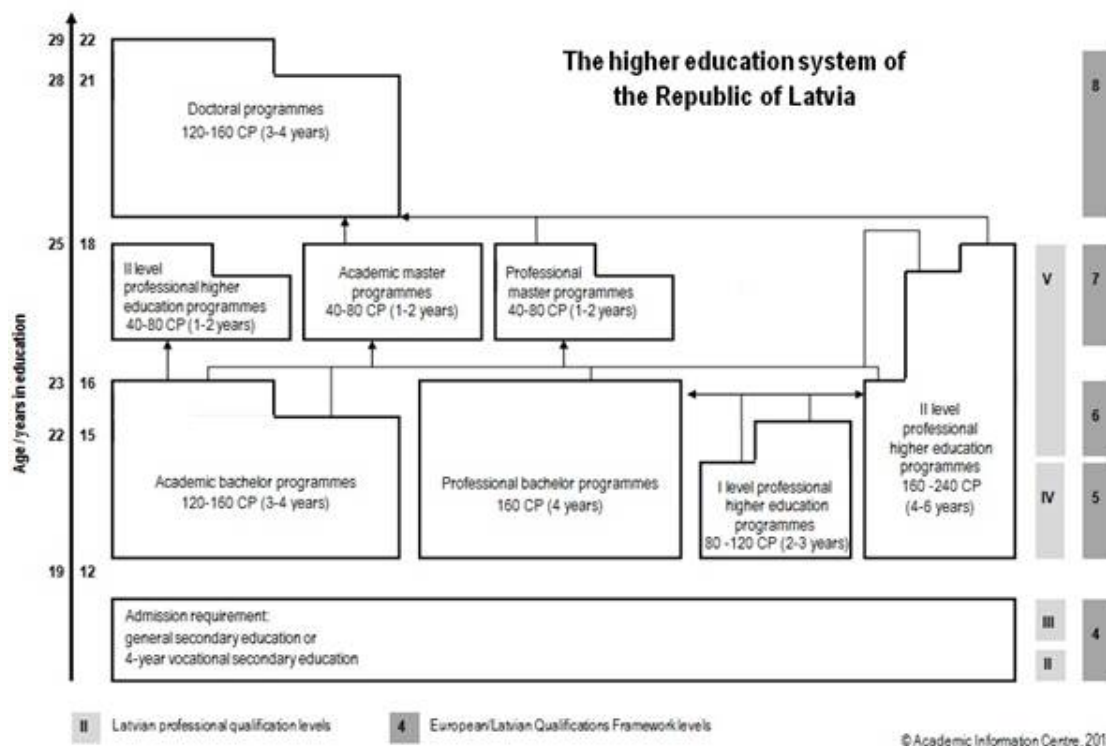 The higher education system of
the Republic of Latvia
Age / years in education
29 22
28 21
25 18
23 16
22 15
19 12
Doctoral programmes
120-160 CP (3-4 years)
II level
professional higher
education programmes
40-80 CP (1-2 years)
Academic master
programmes
40-80 CP (1-2 years)
Professional
master programmes
40-80 CP (1-2 years)
Academic bachelor programmes
120-160 CP (3-4 years)
Professional bachelor programmes
160 CP (4 years)
I level professional
higher education
programmes
80 -120 CP (2-3 years)
II level
professional
higher education
programmes
160 -240 CP
(4-6 years)
Admission requirement:
general secondary education or
4-year vocational secondary education
V
IV
III
II
8
7
6
5
4
II Latvian professional qualification levels
4 European/Latvian Qualifications Framework levels
© Academic Information Centre, 201